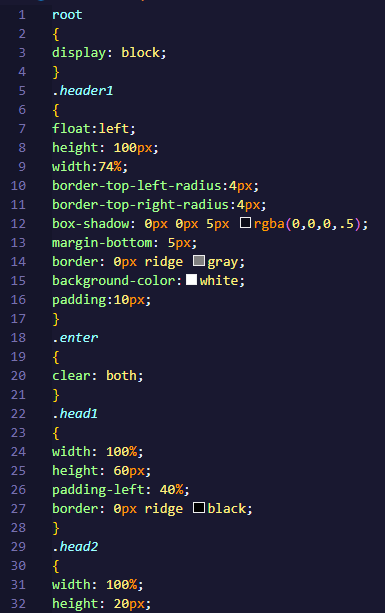 1 root
2 {
3 display: block;
4 }
5 .header1
6 {
7 float:left;
8 height: 100px;
9 width:74%;
10 border-top-left-radius:4px;
11 border-top-right-radius:4px;
12 box-shadow: 0px 0px 5px rgba(0,0,0,.5);
13 margin-bottom: 5px;
14 border: 0px ridge gray;
15 background-color: white;
16 padding:10px;
17 }
18 .enter
19 {
20 clear: both;
21 }
22 .head1
23 {
24 width: 100%;
25 height: 60px;
26 padding-left: 40%;
27 border: 0px ridge black;
28 }
29 .head2
30 {
31 width: 100%;
32 height: 20px;